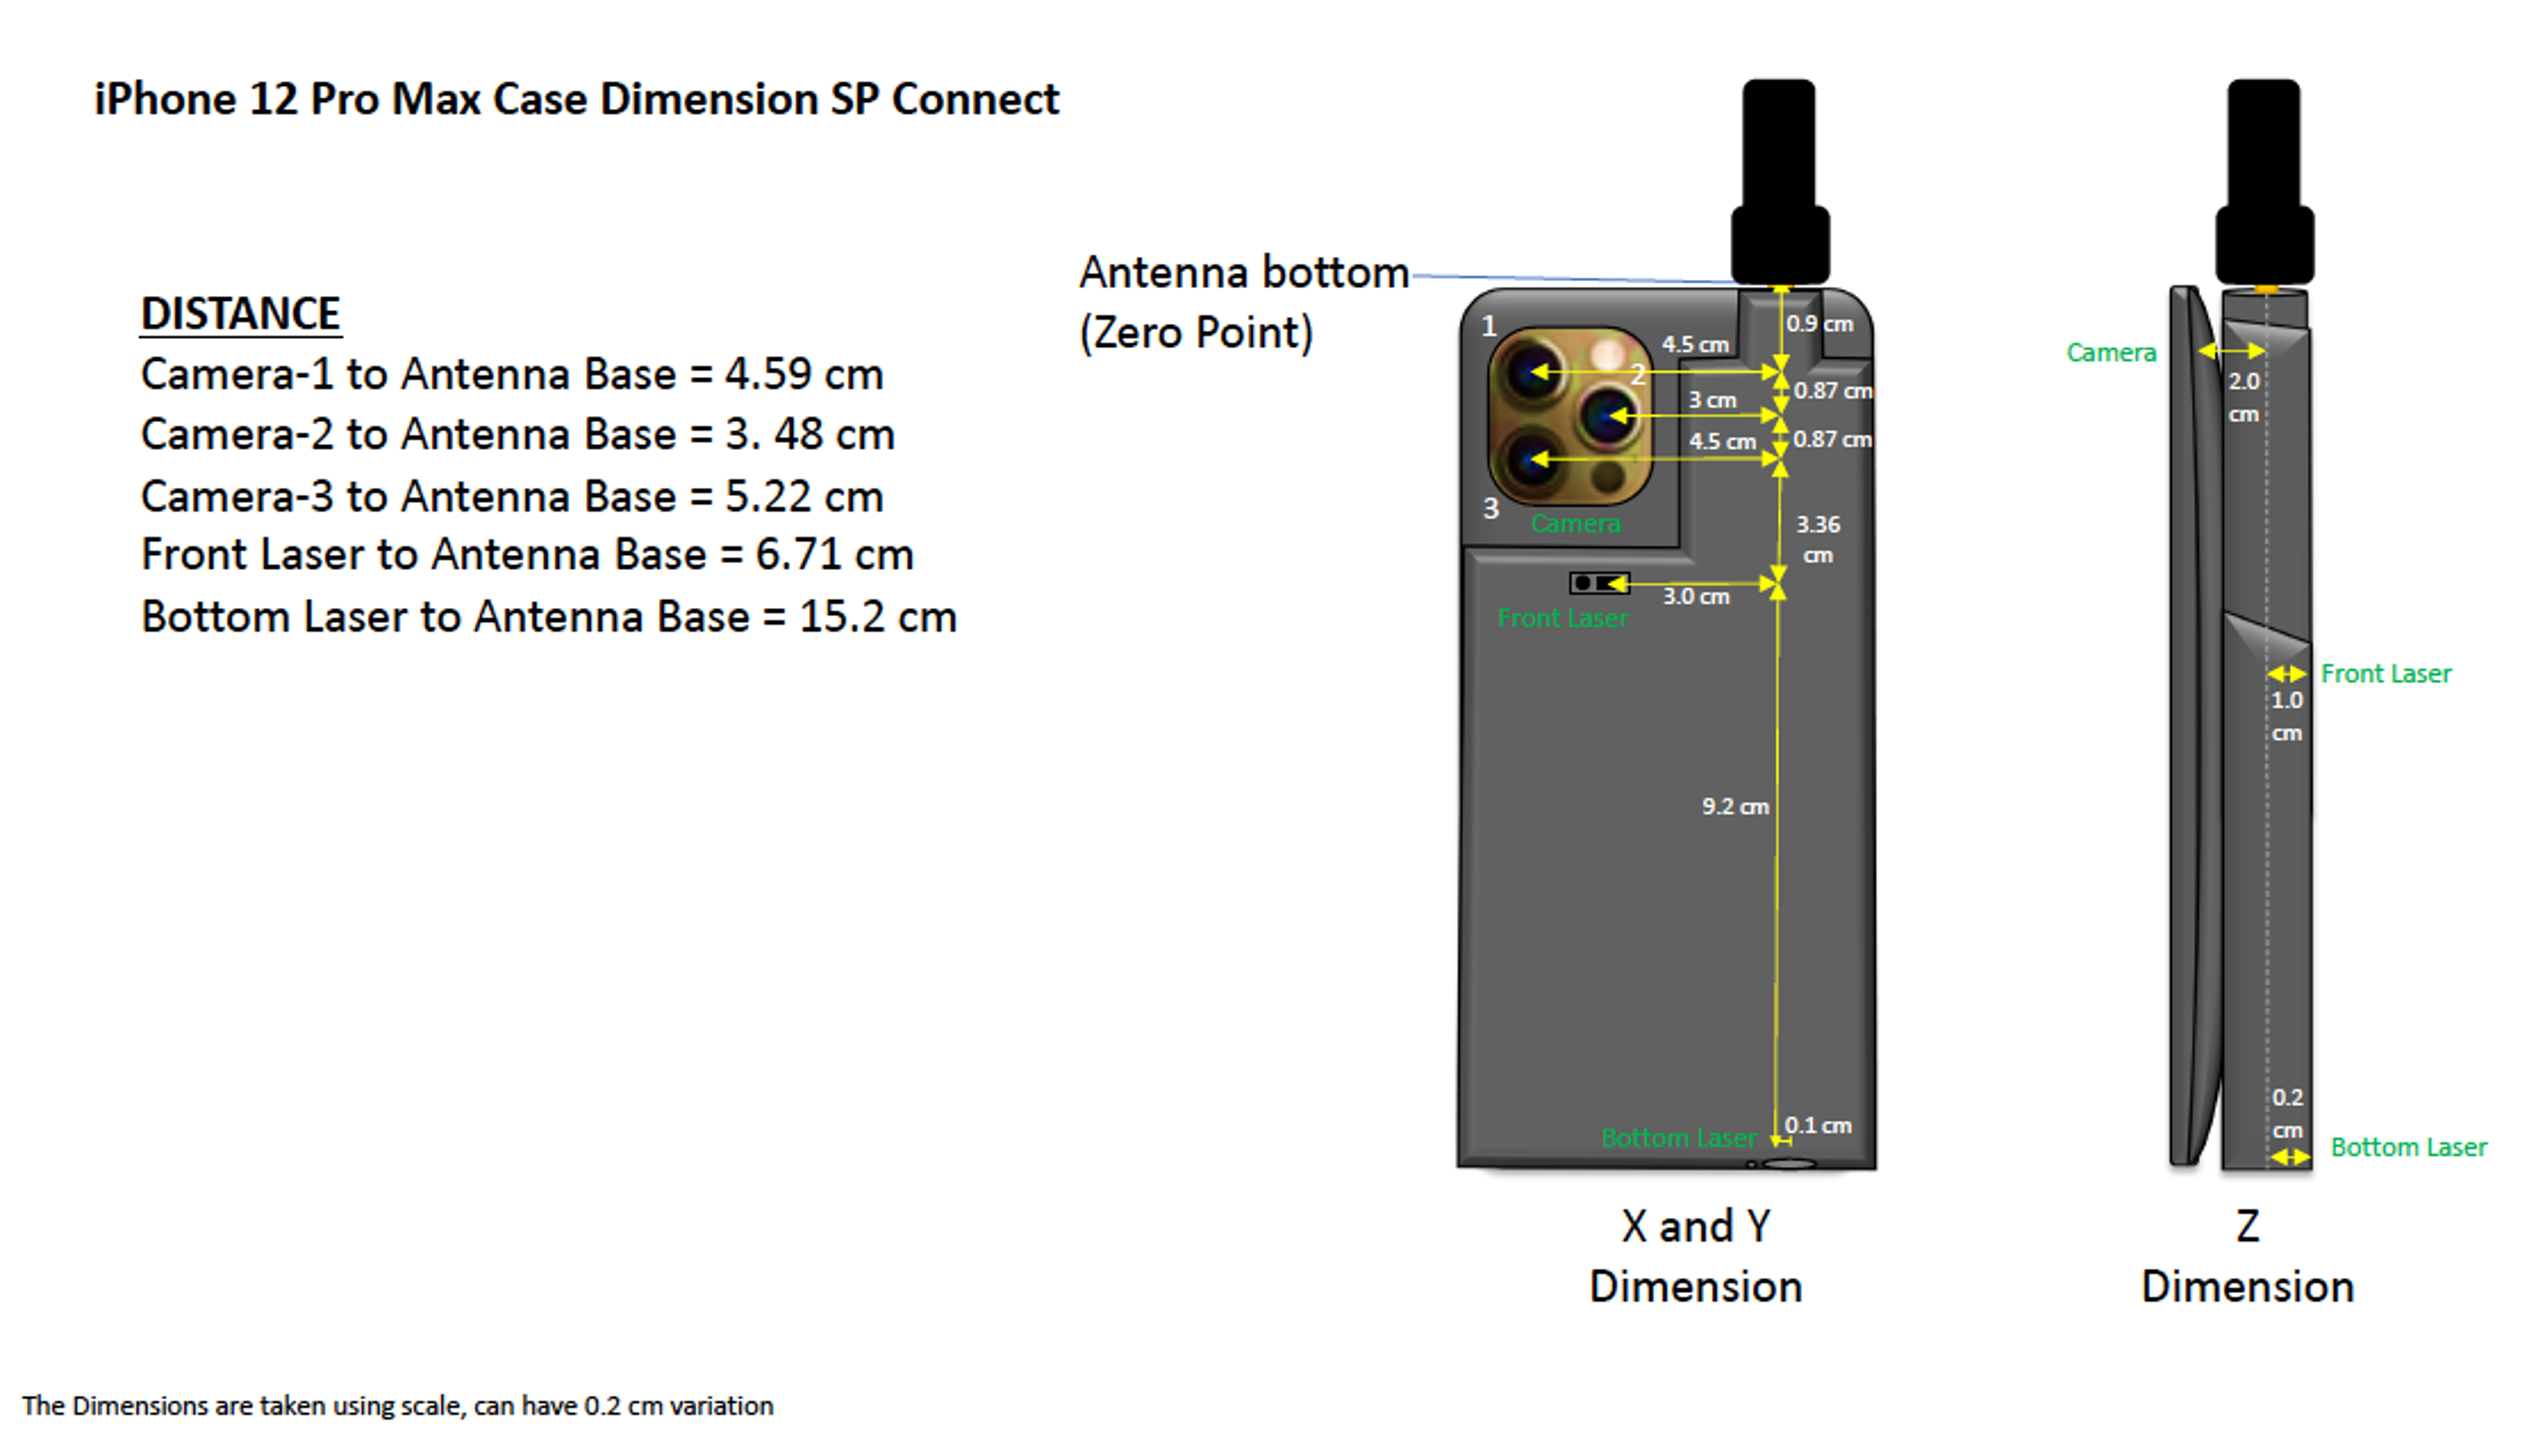 iPhone 12 Pro Max Case Dimension SP Connect
DISTANCE
Camera-1 to Antenna Base = 4.59 cm
Camera-2 to Antenna Base = 3. 48 cm
Camera-3 to Antenna Base = 5.22 cm
Front Laser to Antenna Base = 6.71 cm
Bottom Laser to Antenna Base = 15.2 cm
Antenna bottom
(Zero Point)
1
0.9 cm
4.5 cm
2
0.87 cm
3 cm
0.87 cm
4.5 cm
3
Camera
3.36
cm
3.0 cm
Front Laser
9.2 cm
0.1 cm
Bottom Laser
X and Y
Dimension
Camera
2.0
cm
Front Laser
1.0
cm
0.2
cm
Bottom Laser
Z
Dimension
The Dimensions are taken using scale, can have 0.2 cm variation